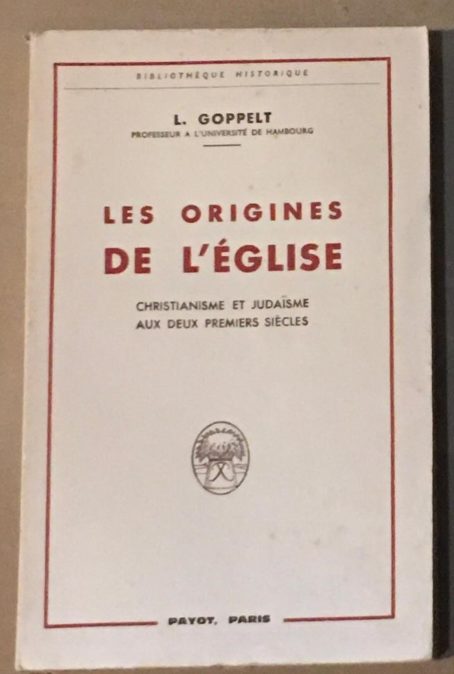 BIBLIOTHÈQUE HISTORIQUE
L. GOPPELT
PROFESSEUR A L'UNIVERSITÉ DE HAMBOURG
LES ORIGINES
DE L'ÉGLISE
CHRISTIANISME ET JUDAÏSME
AUX DEUX PREMIERS SIÈCLES
PAYOT, PARIS